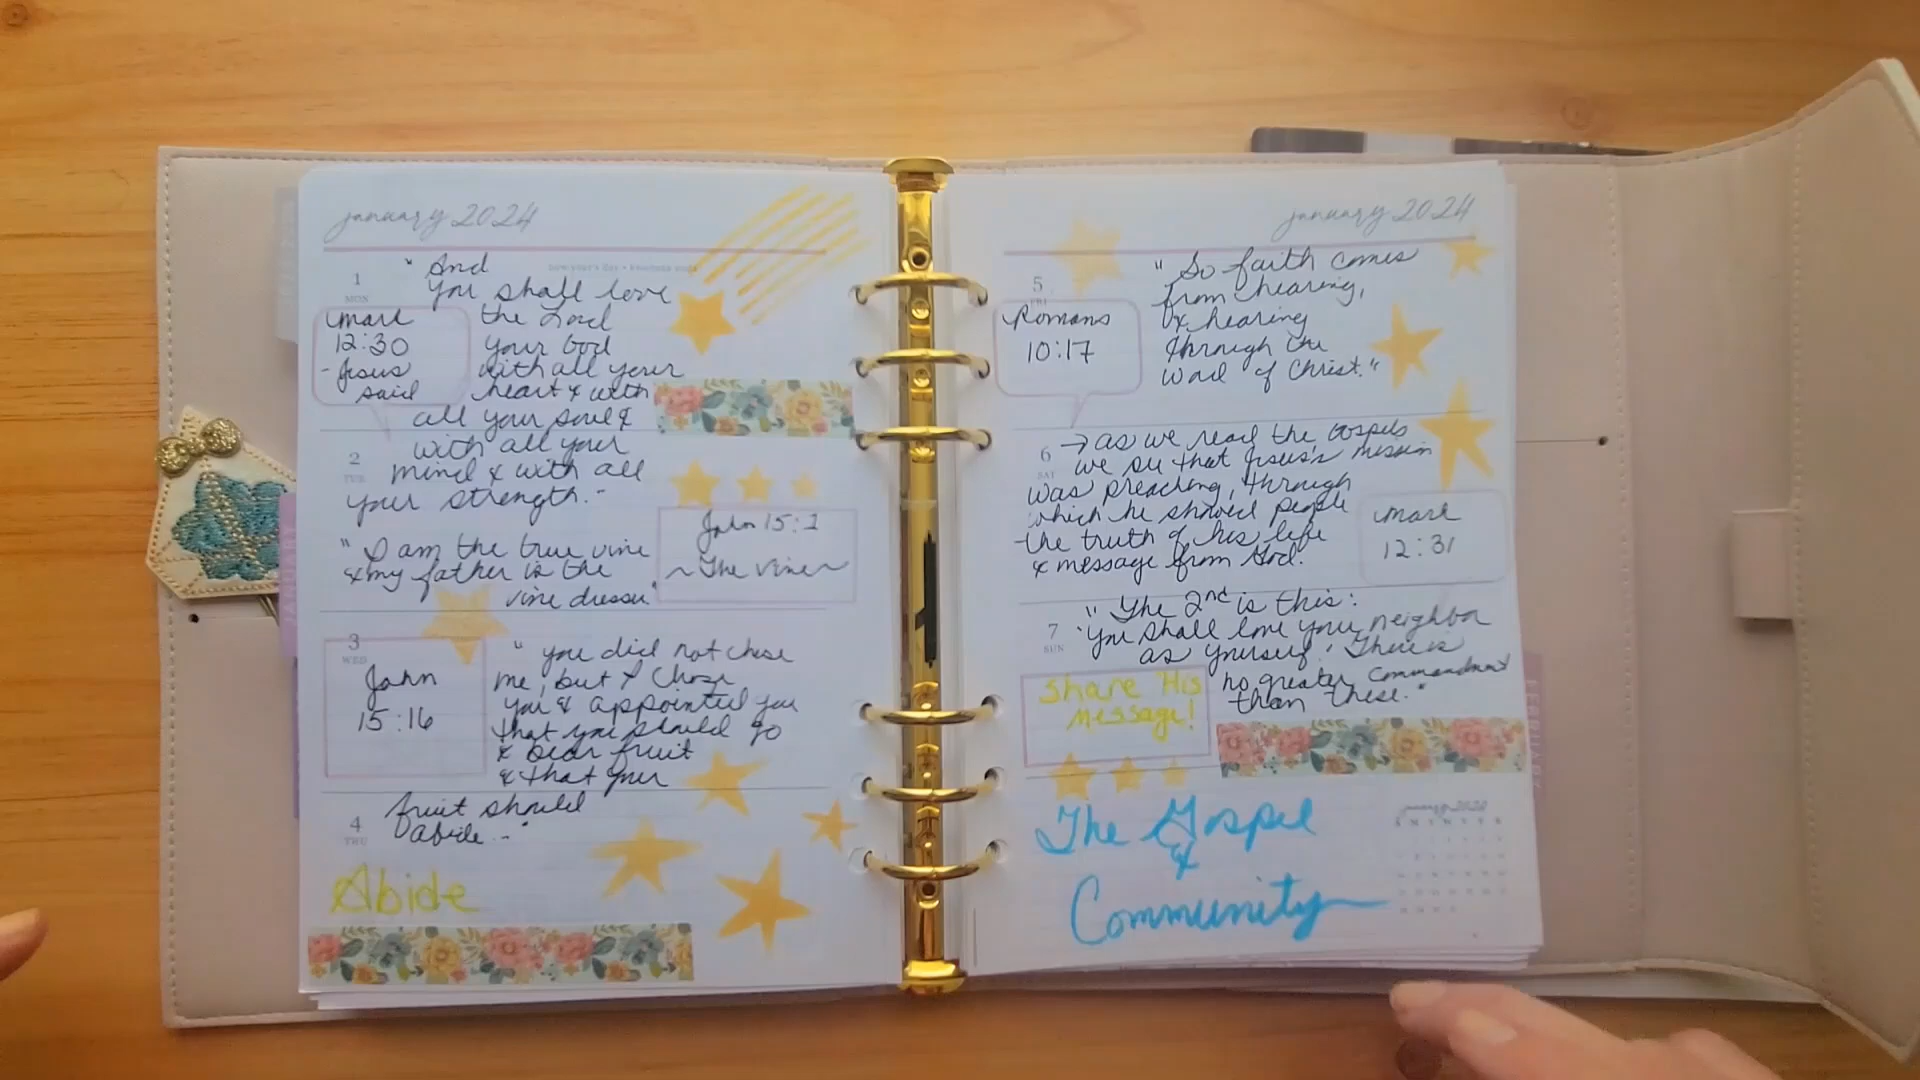 january 2024
1
MON
" And
you shall love
the Lord
your God
with all your
heart & with
all your soul &
with all your
mind & with all
your strength.-
Mark
12:30
- Jesus
said
2
TUE
" I am the true vine
& my father is the
vine dresser"
John 15:1
~The Vine~
3
WED
John
15:16
" you did not chose
me, but I chose
you & appointed you
that you should go
& bear fruit
& that your
fruit should
abide.-"
4
THU
Abide
january 2024
5
FRI
Romans
10:17
" So faith comes
from hearing,
& hearing
through the
word of Christ."
6
SAT
→ as we read the Gospels
we see that Jesus's mission
was preaching, through
which he showed people
the truth of his life
& message from God.
Mark
12:31
7
SUN
" The 2nd is this:
'you shall love your neighbor
as yourself.' There is
no greater commandment
than these."
Share His
message!
The Gospel
&
Community
JANUARY
FEBRUARY